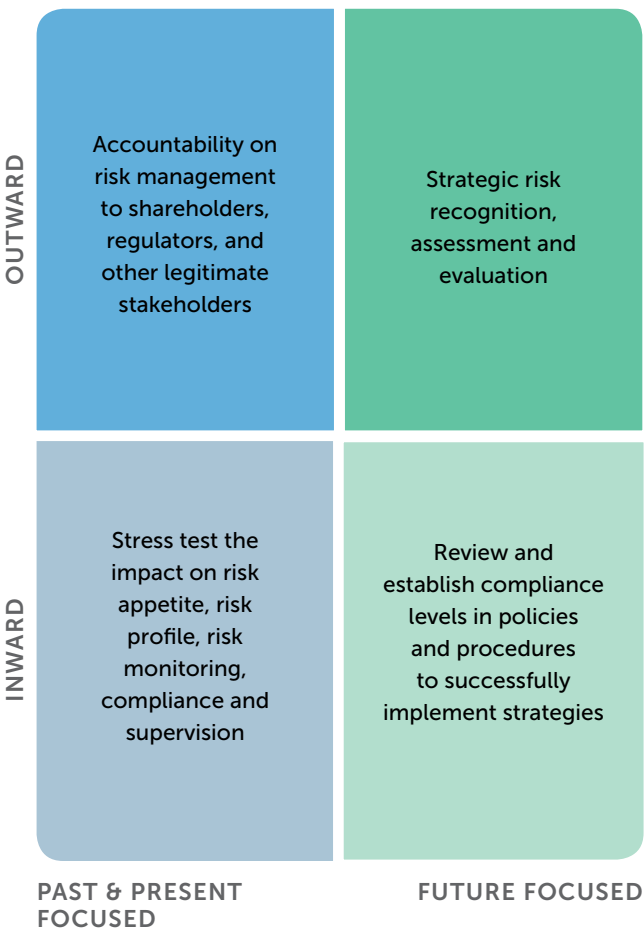 OUTWARD
Accountability on
risk management
to shareholders,
regulators, and
other legitimate
stakeholders
Strategic risk
recognition,
assessment and
evaluation
INWARD
Stress test the
impact on risk
appetite, risk
profile, risk
monitoring,
compliance and
supervision
Review and
establish compliance
levels in policies
and procedures
to successfully
implement strategies
PAST & PRESENT
FOCUSED
FUTURE FOCUSED